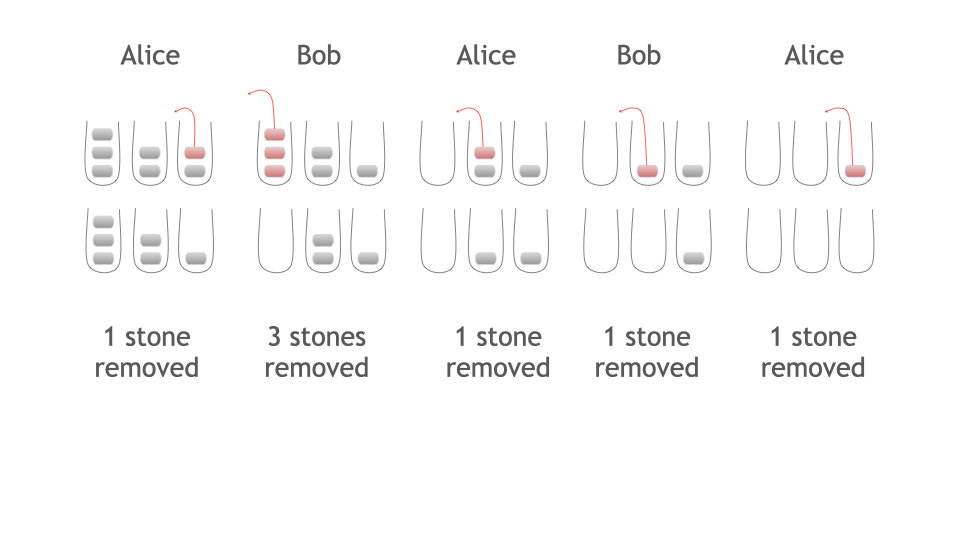 Alice
Bob
Alice
Bob
Alice
1 stone
removed
3 stones
removed
1 stone
removed
1 stone
removed
1 stone
removed